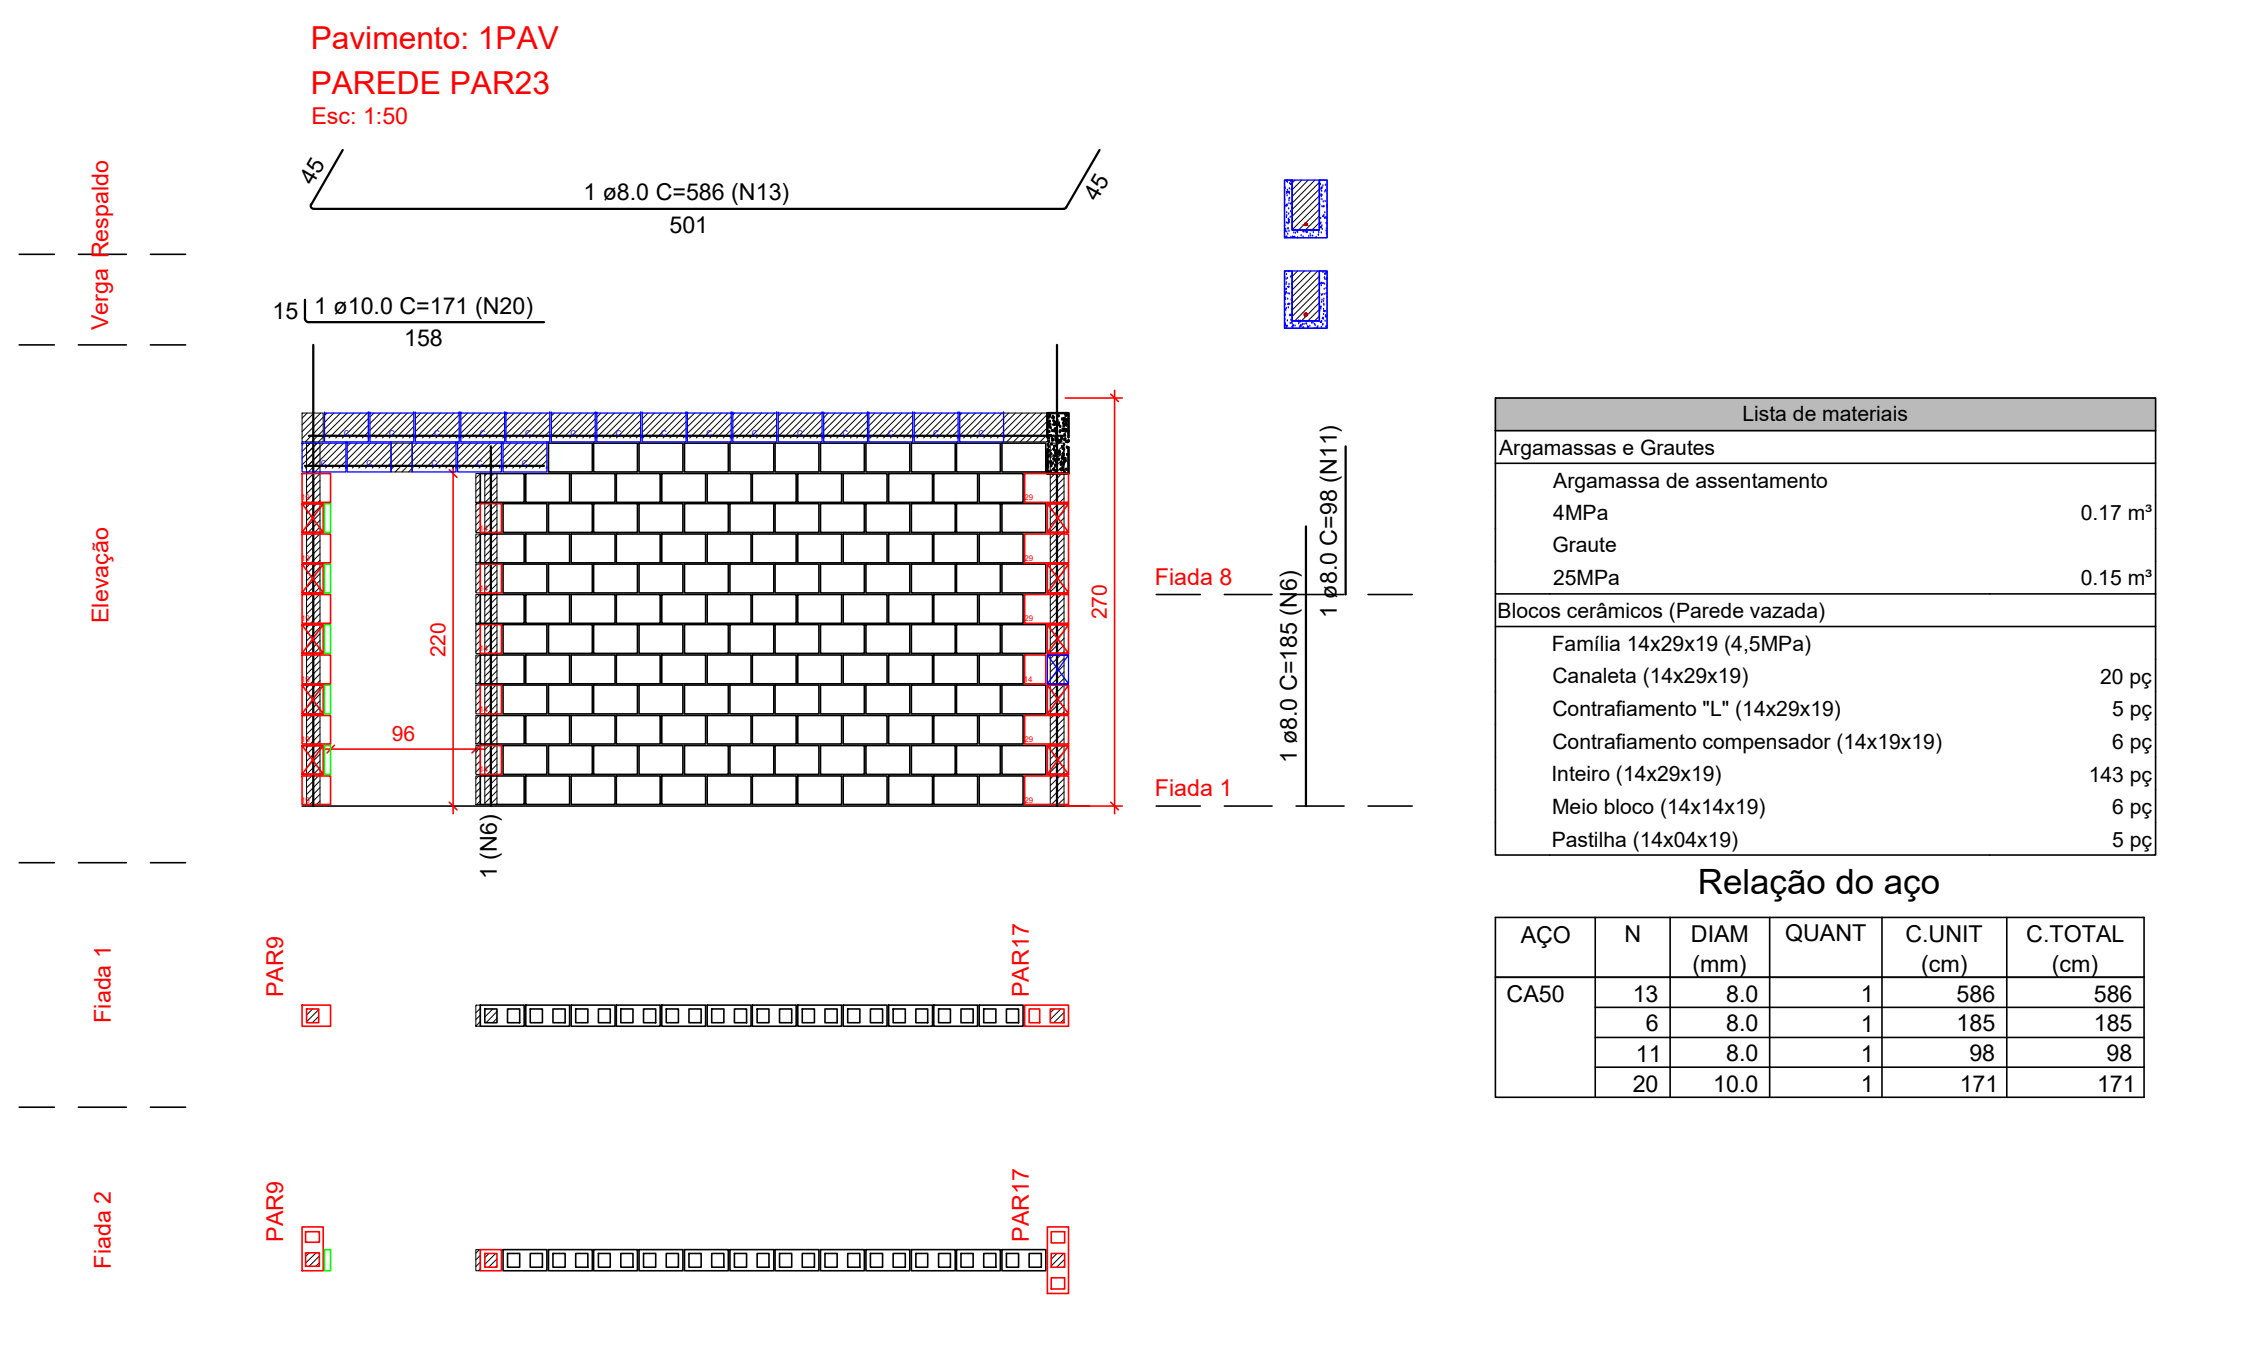 Pavimento: 1PAV
PAREDE PAR23
Esc: 1:50
Respaldo
45
1 ø8.0 C=586 (N13)
45
501
Verga
15
1 ø10.0 C=171 (N20)
158
Elevação
96
220
270
1 (N6)
Fiada 8
Fiada 1
1 ø8.0 C=185 (N6)
1 ø8.0 C=98 (N11)
29
29
29
29
14
29
29
Lista de materiais
Argamassas e Grautes
Argamassa de assentamento
4MPa 0.17 m³
Graute
25MPa 0.15 m³
Blocos cerâmicos (Parede vazada)
Família 14x29x19 (4,5MPa)
Canaleta (14x29x19) 20 pç
Contrafiamento "L" (14x29x19) 5 pç
Contrafiamento compensador (14x19x19) 6 pç
Inteiro (14x29x19) 143 pç
Meio bloco (14x14x19) 6 pç
Pastilha (14x04x19) 5 pç
Relação do aço
AÇO N DIAM QUANT C.UNIT C.TOTAL
(mm) (cm) (cm)
CA50 13 8.0 1 586 586
6 8.0 1 185 185
11 8.0 1 98 98
20 10.0 1 171 171
Fiada 1
PAR9
PAR17
Fiada 2
PAR9
PAR17